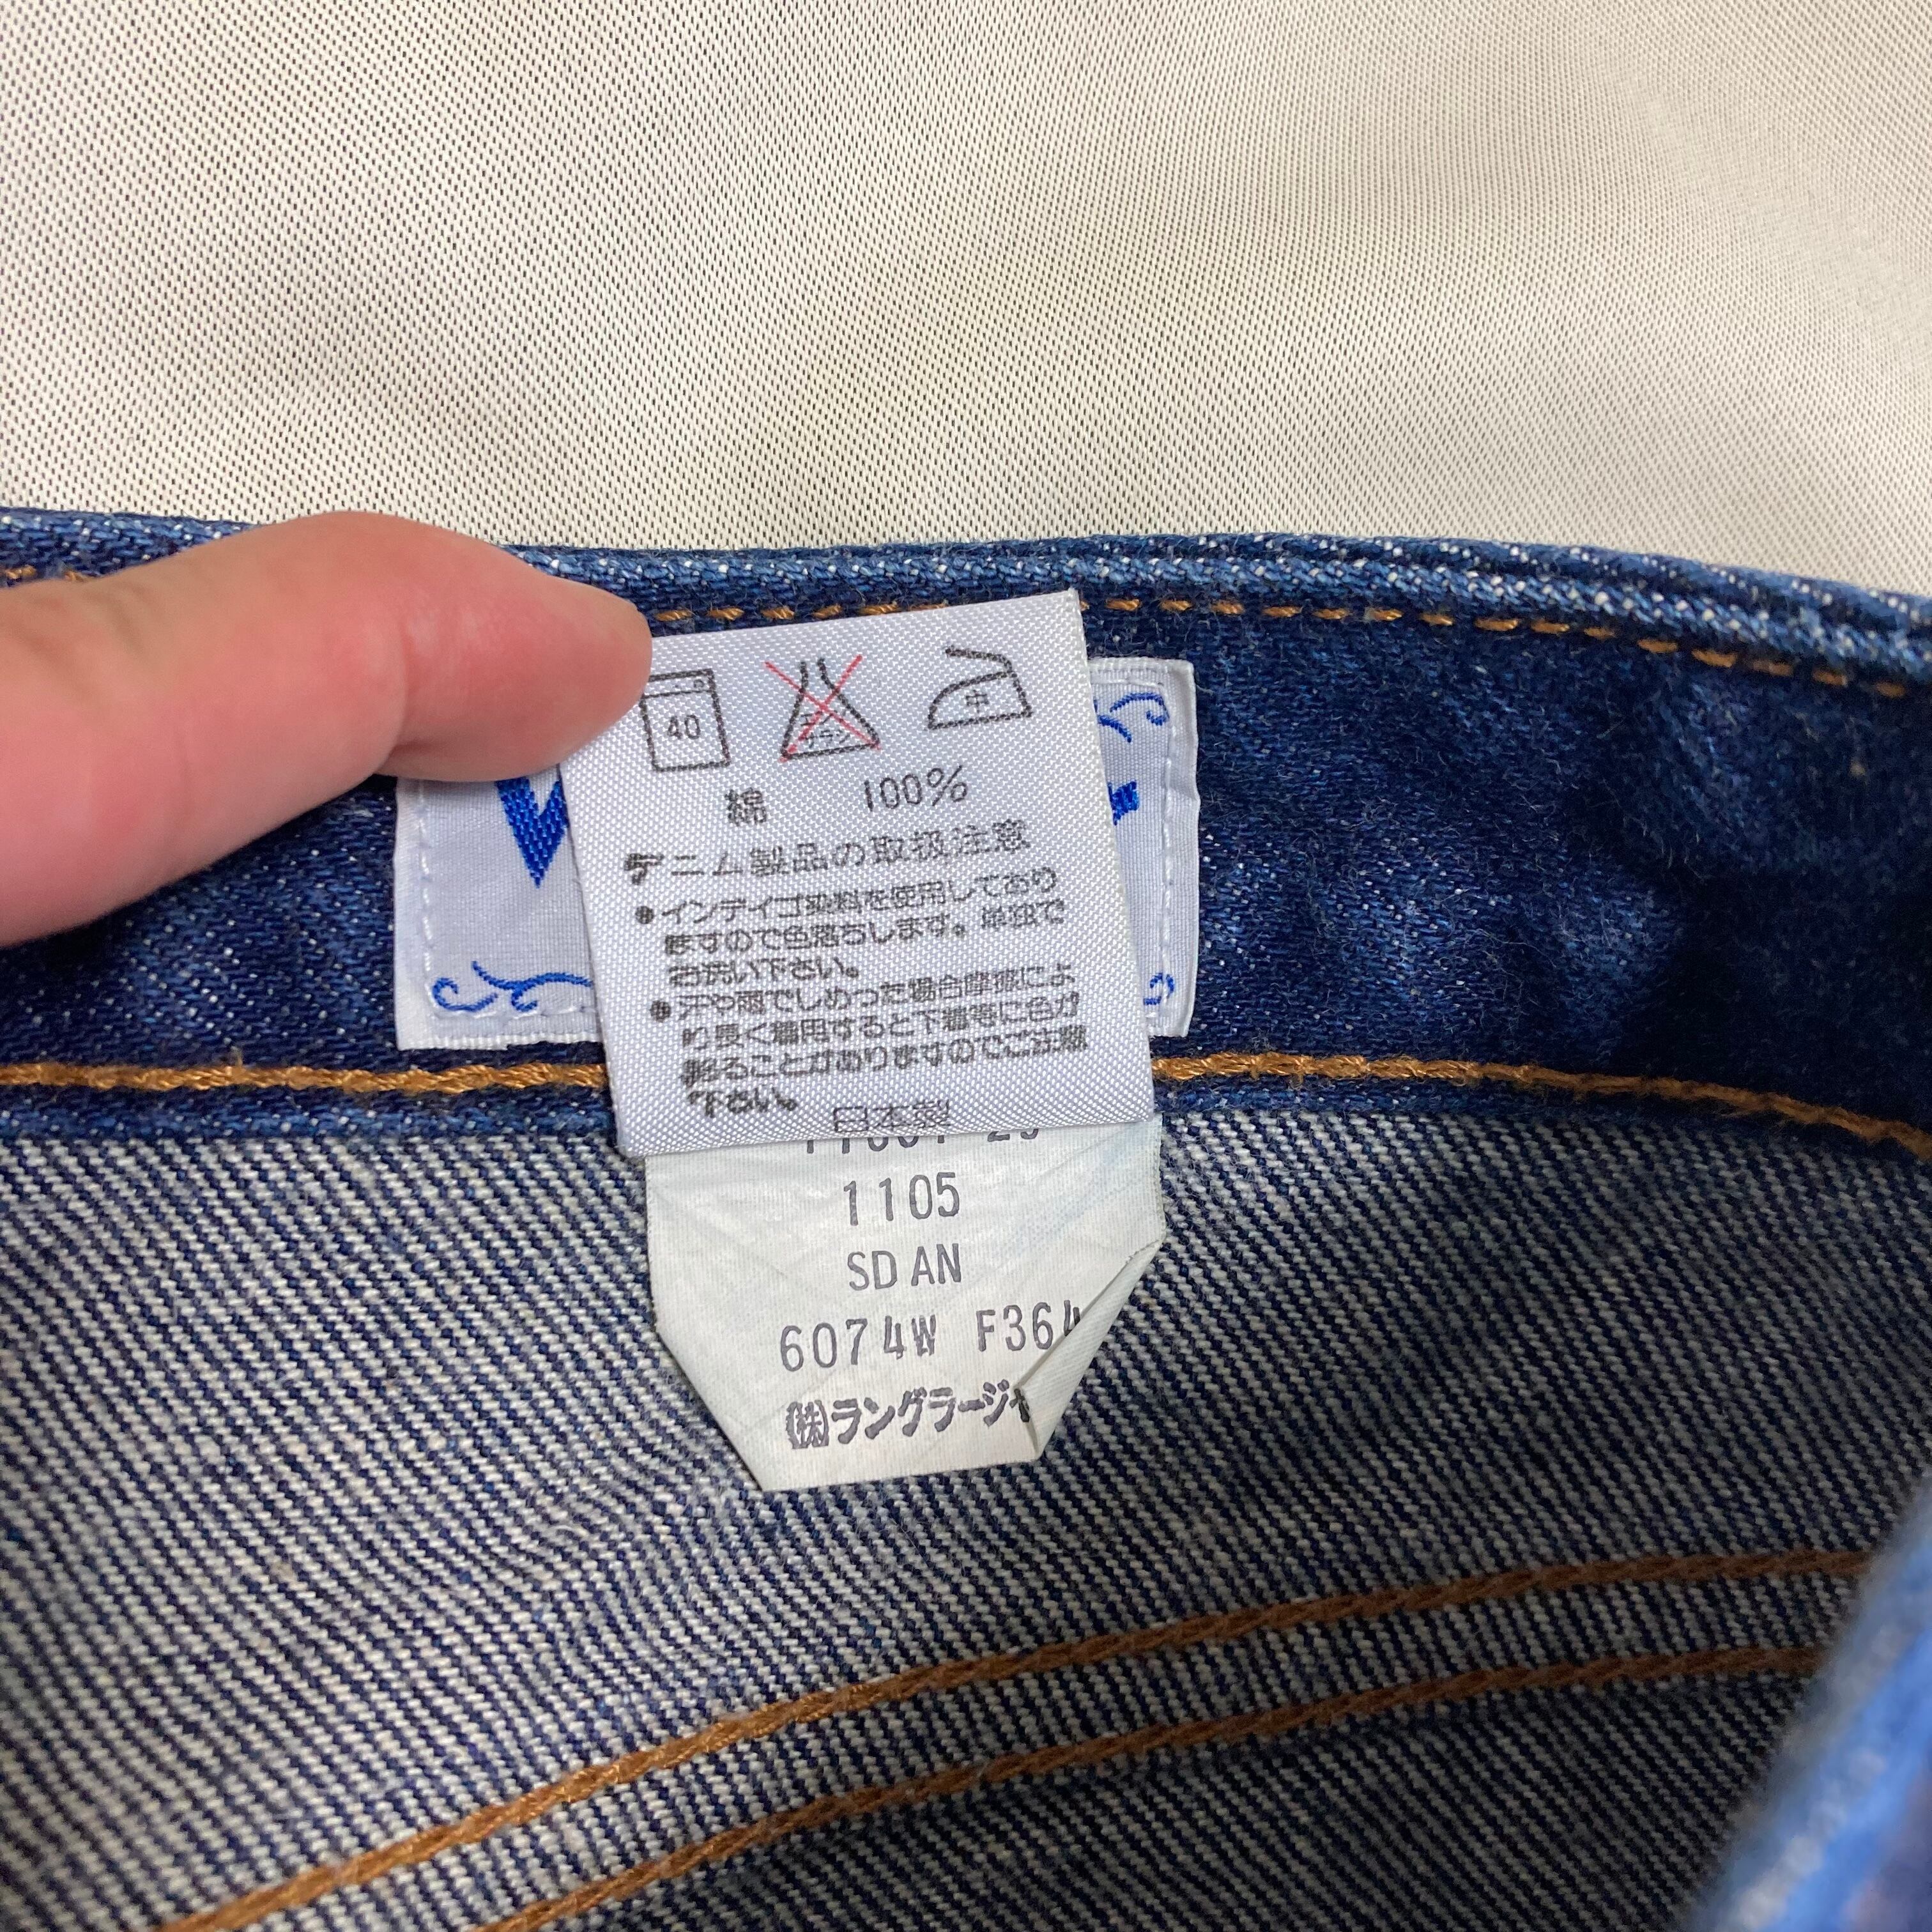 40
中
綿 100%
デニム製品の取扱注意
●インディゴ染料を使用しており
ますので色落ちします。単独で
お洗い下さい。
●汗や雨でしめった場合摩擦によ
り長く着用すると下着等に色が
移ることがありますのでご注意
下さい。
日本製
1105
SD AN
6074W F364
(株)ラングラージャ